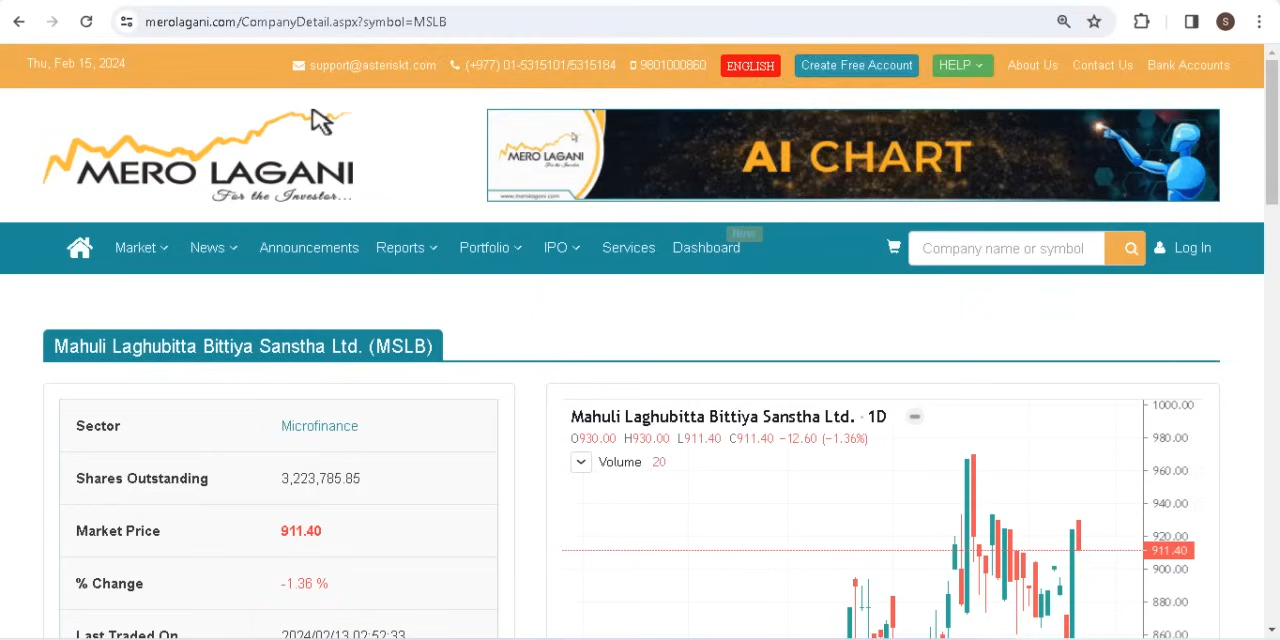 merolagani.com/CompanyDetail.aspx?symbol=MSLB
S
Thu, Feb 15, 2024
support@asteriskt.com
(+977) 01-5315101/5315184
9801000860
ENGLISH
Create Free Account
HELP
About Us
Contact Us
Bank Accounts
MERO LAGANI
For the Investor...
MERO LAGANI
For the Investor...
www.merolagani.com
AI CHART
Market
News
Announcements
Reports
Portfolio
IPO
Services
Dashboard
New
Company name or symbol
Log In
Mahuli Laghubitta Bittiya Sanstha Ltd. (MSLB)
Sector Microfinance
Shares Outstanding 3,223,785.85
Market Price 911.40
% Change -1.36 %
Last Traded On 2024/02/13 02:52:33
Mahuli Laghubitta Bittiya Sanstha Ltd. · 1D
O930.00 H930.00 L911.40 C911.40 −12.60 (−1.36%)
Volume 20
1000.00
980.00
960.00
940.00
920.00
911.40
900.00
880.00
860.00